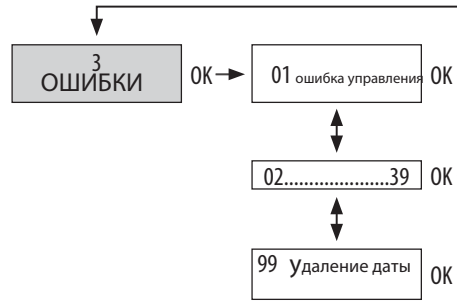 3
ОШИБКИ
OK
01 ошибка управления OK
02.....................39 OK
99 Удаление даты OK